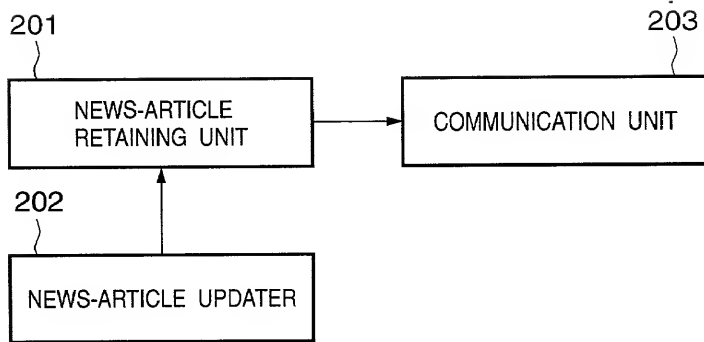 201
203
NEWS-ARTICLE
RETAINING UNIT
COMMUNICATION UNIT
202
NEWS-ARTICLE UPDATER